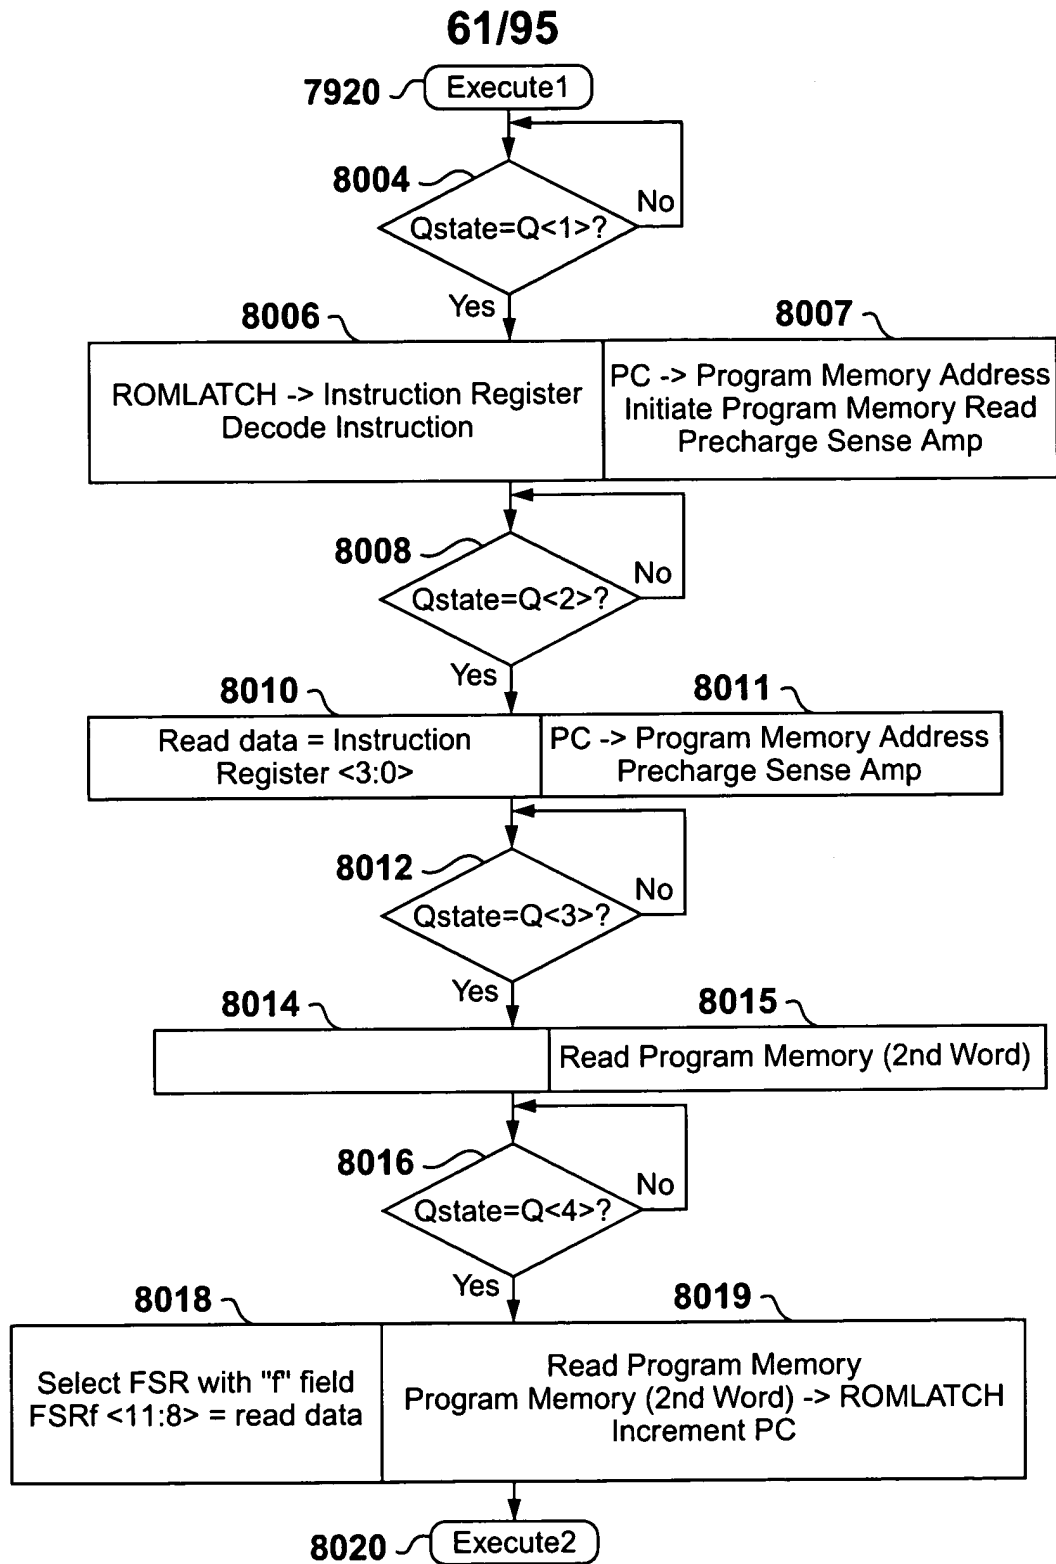 61/95
7920 Execute1
8004
No
Qstate=Q<1>?
Yes
8006 8007
ROMLATCH -> Instruction Register
Decode Instruction
PC -> Program Memory Address
Initiate Program Memory Read
Precharge Sense Amp
8008
No
Qstate=Q<2>?
Yes
8010 8011
Read data = Instruction
Register <3:0>
PC -> Program Memory Address
Precharge Sense Amp
8012
No
Qstate=Q<3>?
Yes
8014 8015
Read Program Memory (2nd Word)
8016
No
Qstate=Q<4>?
Yes
8018 8019
Select FSR with "f" field
FSRf <11:8> = read data
Read Program Memory
Program Memory (2nd Word) -> ROMLATCH
Increment PC
8020 Execute2